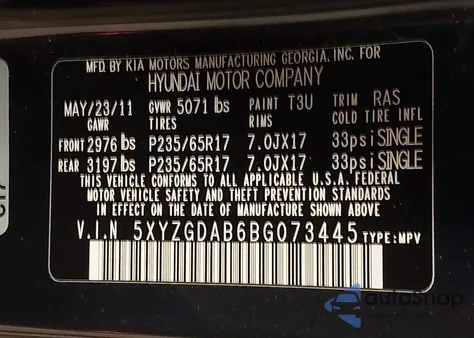 MFD. BY KIA MOTORS MANUFACTURING GEORGIA, INC. FOR
HYUNDAI MOTOR COMPANY
MAY/23/11 GVWR 5071 lbs PAINT T3U TRIM RAS
GAWR TIRES RIMS COLD TIRE INFL
FRONT 2976 lbs P235/65R17 7.0JX17 33psi SINGLE
REAR 3197 lbs P235/65R17 7.0JX17 33psi SINGLE
THIS VEHICLE CONFORMS TO ALL APPLICABLE U.S.A. FEDERAL
MOTOR VEHICLE SAFETY AND THEFT PREVENTION STANDARDS
IN EFFECT ON THE DATE OF MANUFACTURE SHOWN ABOVE.
V.I.N 5XYZGDAB6BG073445 TYPE: MPV
autoSnap